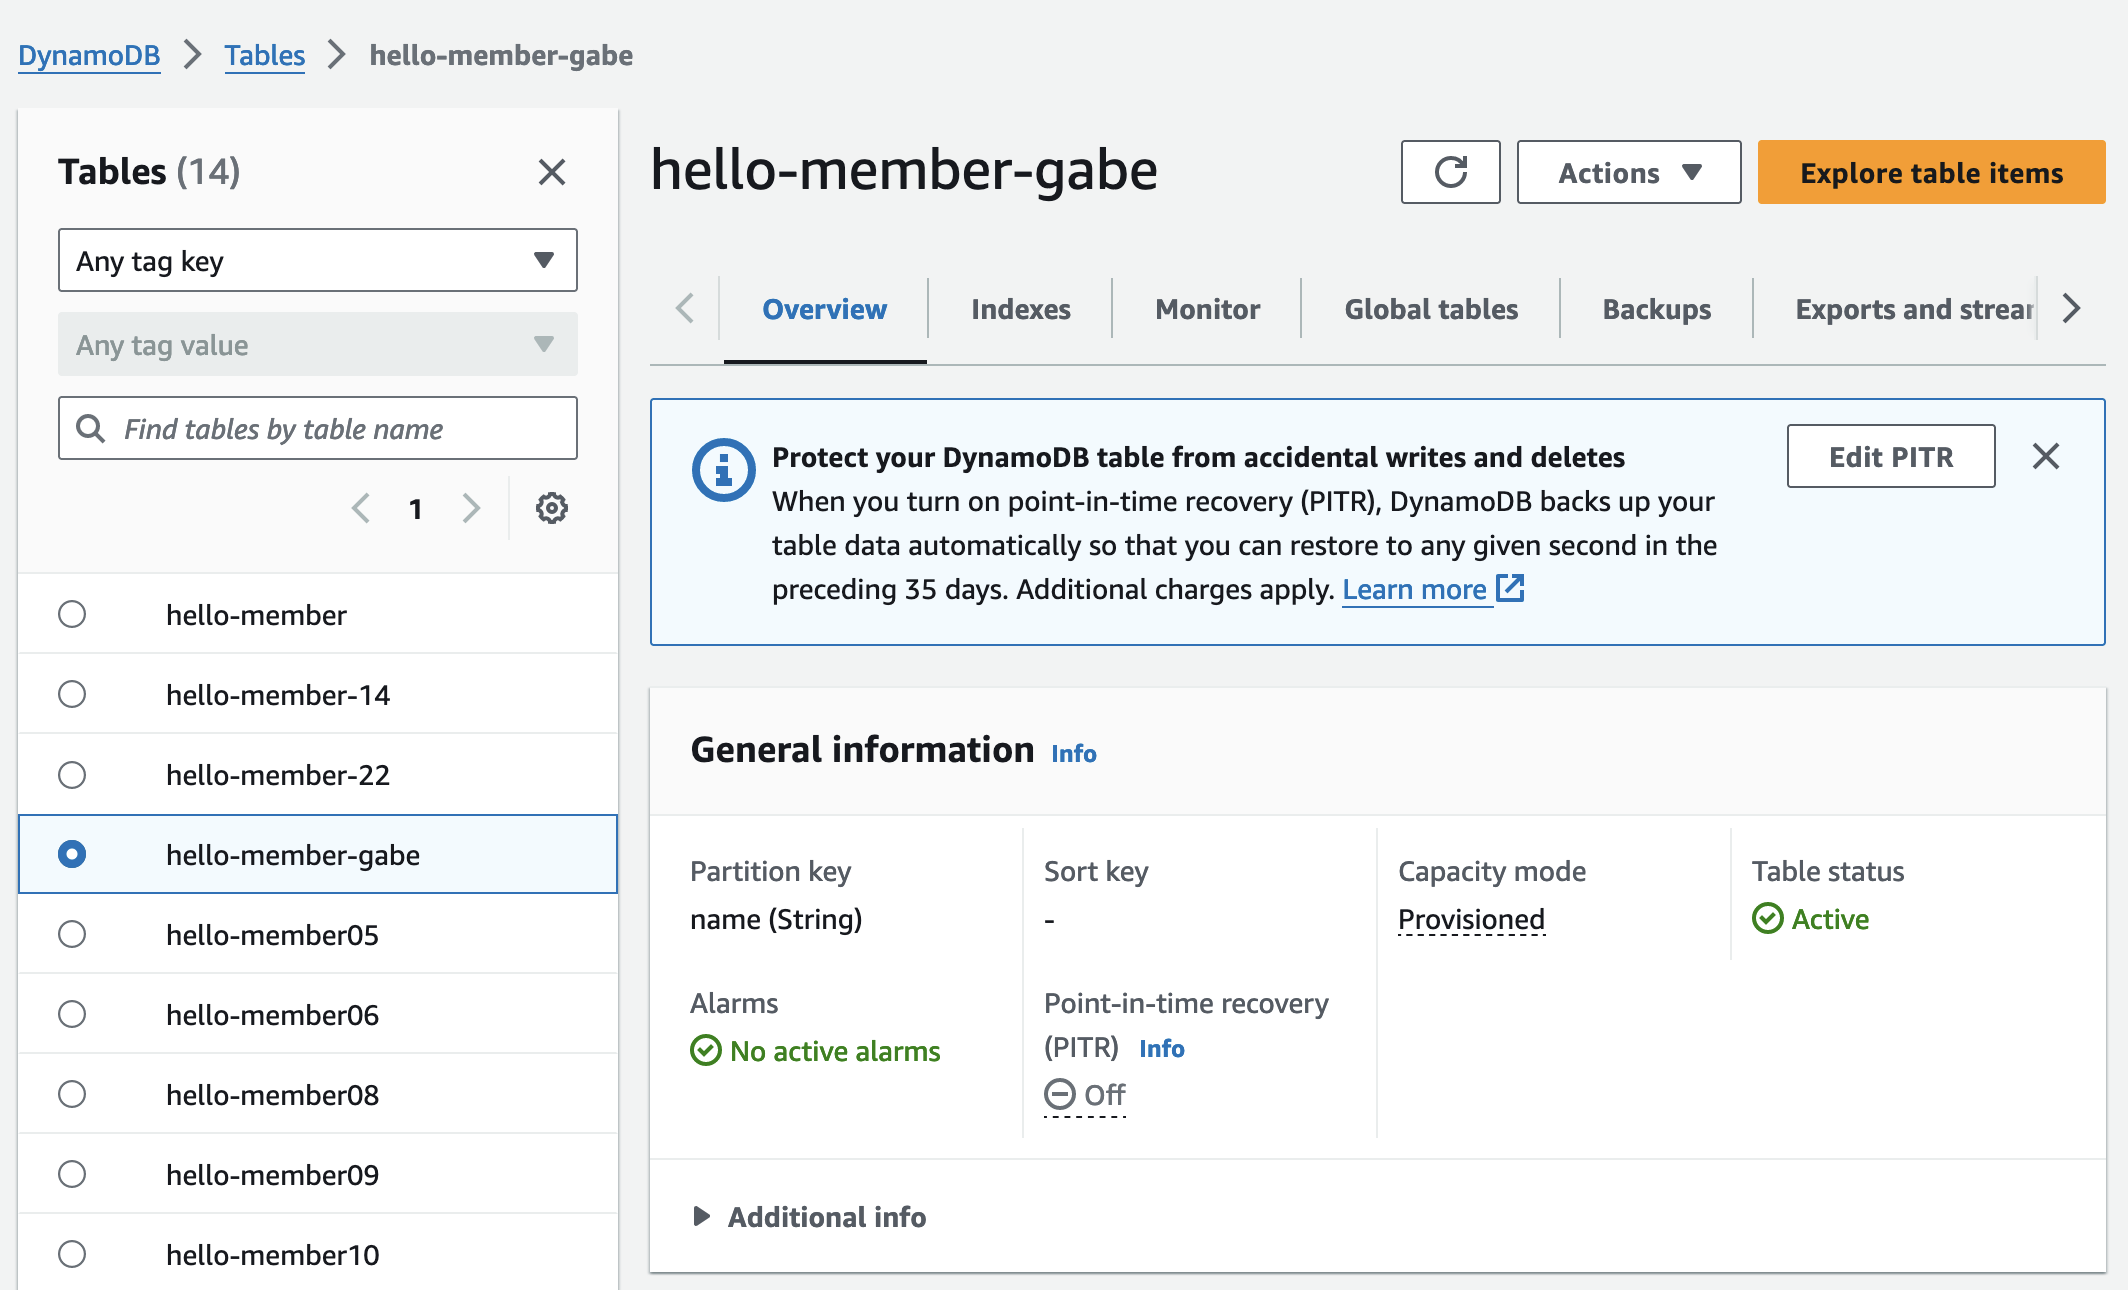 DynamoDB > Tables > hello-member-gabe
Tables (14)
Any tag key
Any tag value
Find tables by table name
1
hello-member
hello-member-14
hello-member-22
hello-member-gabe
hello-member05
hello-member06
hello-member08
hello-member09
hello-member10
hello-member-gabe
Actions
Explore table items
Overview
Indexes
Monitor
Global tables
Backups
Exports and strear
Protect your DynamoDB table from accidental writes and deletes
When you turn on point-in-time recovery (PITR), DynamoDB backs up your
table data automatically so that you can restore to any given second in the
preceding 35 days. Additional charges apply. Learn more
Edit PITR
General information Info
Partition key
name (String)
Sort key
-
Capacity mode
Provisioned
Table status
Active
Alarms
No active alarms
Point-in-time recovery
(PITR) Info
Off
Additional info